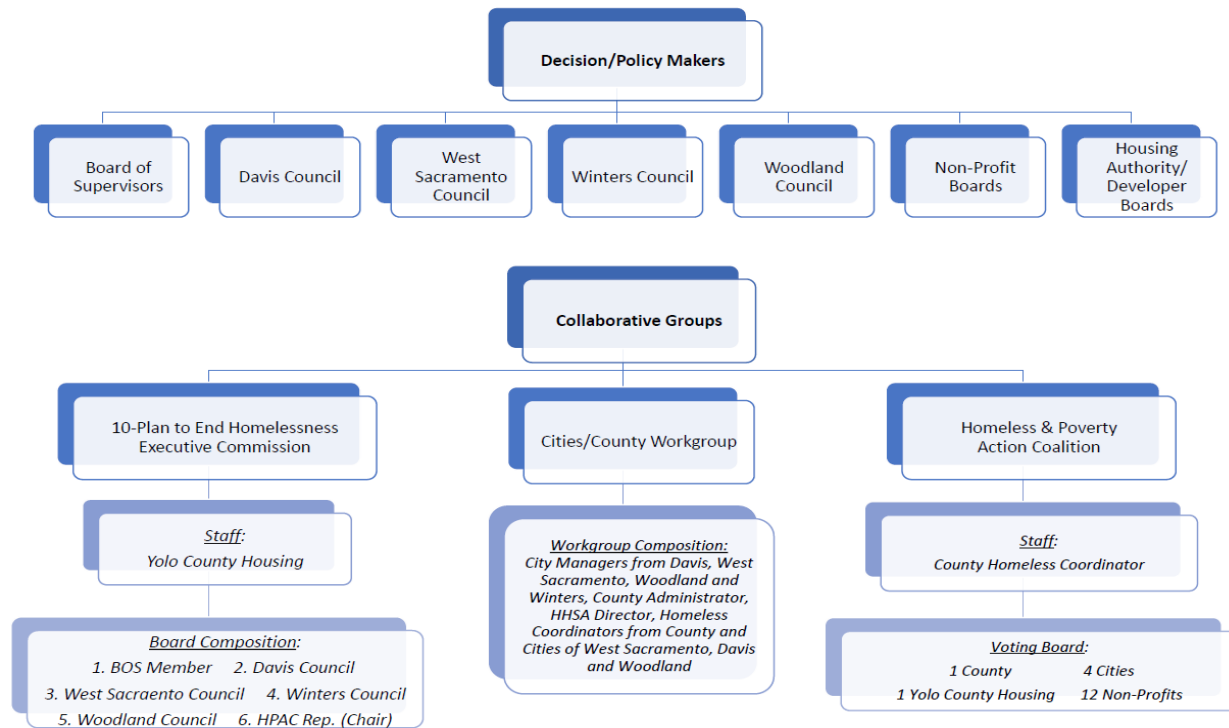 Decision/Policy Makers
Board of
Supervisors
Davis Council
West
Sacramento
Council
Winters Council
Woodland
Council
Non-Profit
Boards
Housing
Authority/
Developer
Boards
Collaborative Groups
10-Plan to End Homelessness
Executive Commission
Cities/County Workgroup
Homeless & Poverty
Action Coalition
Staff:
Yolo County Housing
Workgroup Composition:
City Managers from Davis, West
Sacramento, Woodland and
Winters, County Administrator,
HHSA Director, Homeless
Coordinators from County and
Cities of West Sacramento, Davis
and Woodland
Staff:
County Homeless Coordinator
Board Composition:
1. BOS Member 2. Davis Council
3. West Sacraento Council 4. Winters Council
5. Woodland Council 6. HPAC Rep. (Chair)
Voting Board:
1 County 4 Cities
1 Yolo County Housing 12 Non-Profits